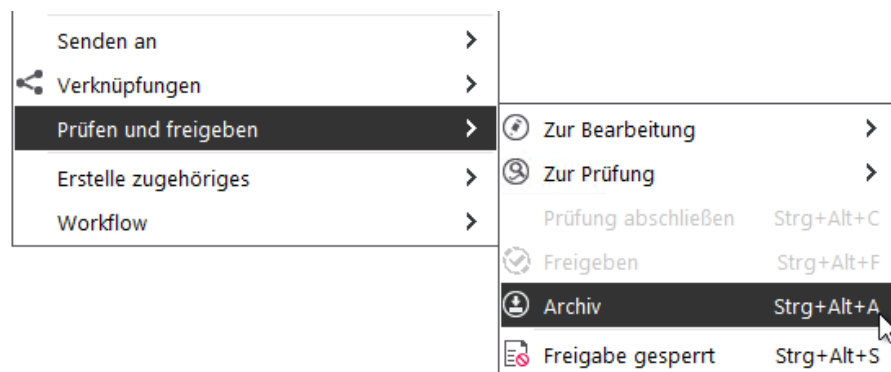 Senden an
Verknüpfungen
Prüfen und freigeben
Erstelle zugehöriges
Workflow
Zur Bearbeitung
Zur Prüfung
Prüfung abschließen Strg+Alt+C
Freigeben Strg+Alt+F
Archiv Strg+Alt+A
Freigabe gesperrt Strg+Alt+S